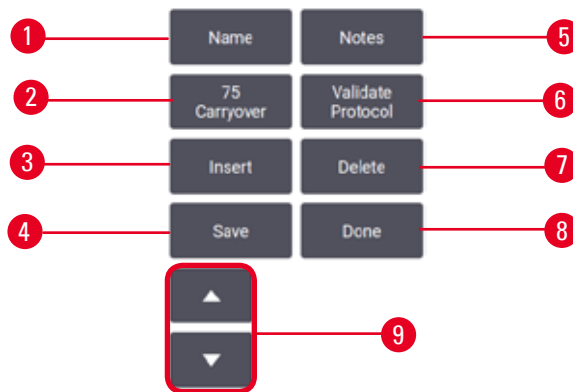 1 Name Notes 5
2 75 Carryover Validate Protocol 6
3 Insert Delete 7
4 Save Done 8
9